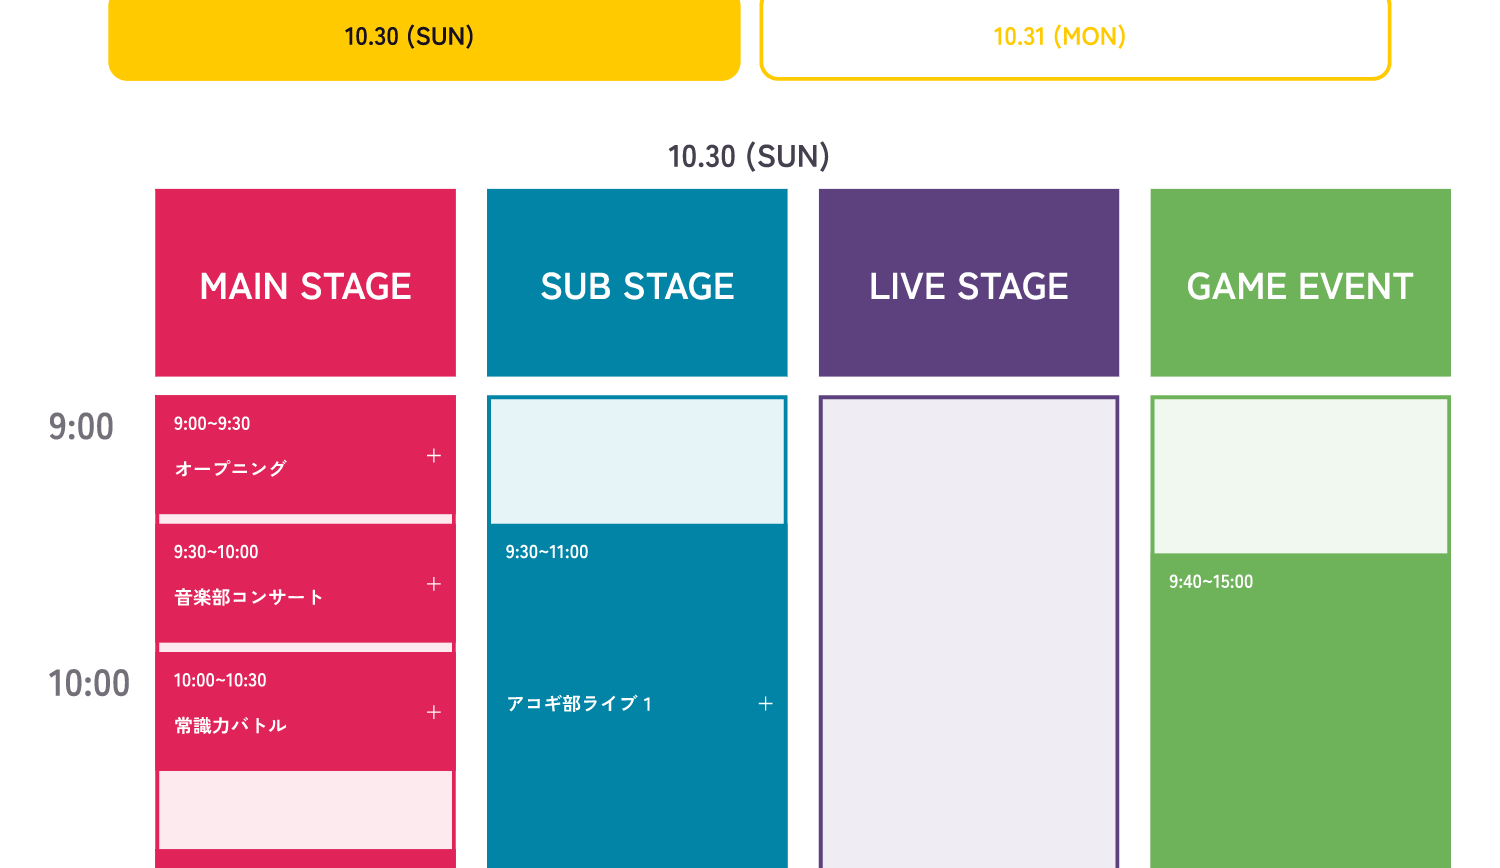 10.30 (SUN)
10.31 (MON)
10.30 (SUN)
MAIN STAGE
SUB STAGE
LIVE STAGE
GAME EVENT
9:00
9:00~9:30
オープニング
+
9:30~10:00
音楽部コンサート
+
9:30~11:00
9:40~15:00
10:00
10:00~10:30
常識力バトル
+
アコギ部ライブ 1
+